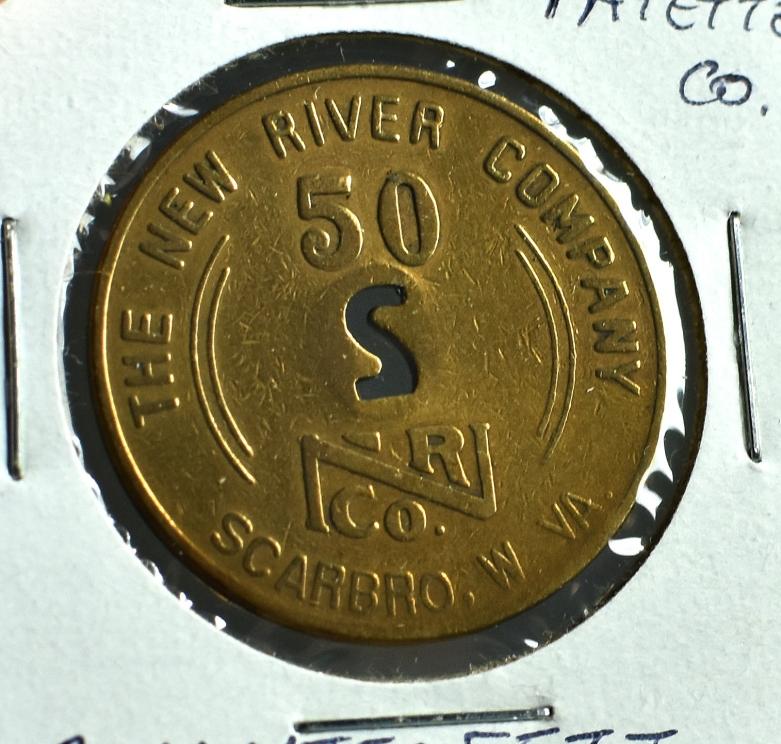 Co.
THE NEW RIVER COMPANY
50
S
NR
Co.
SCARBRO, W VA.